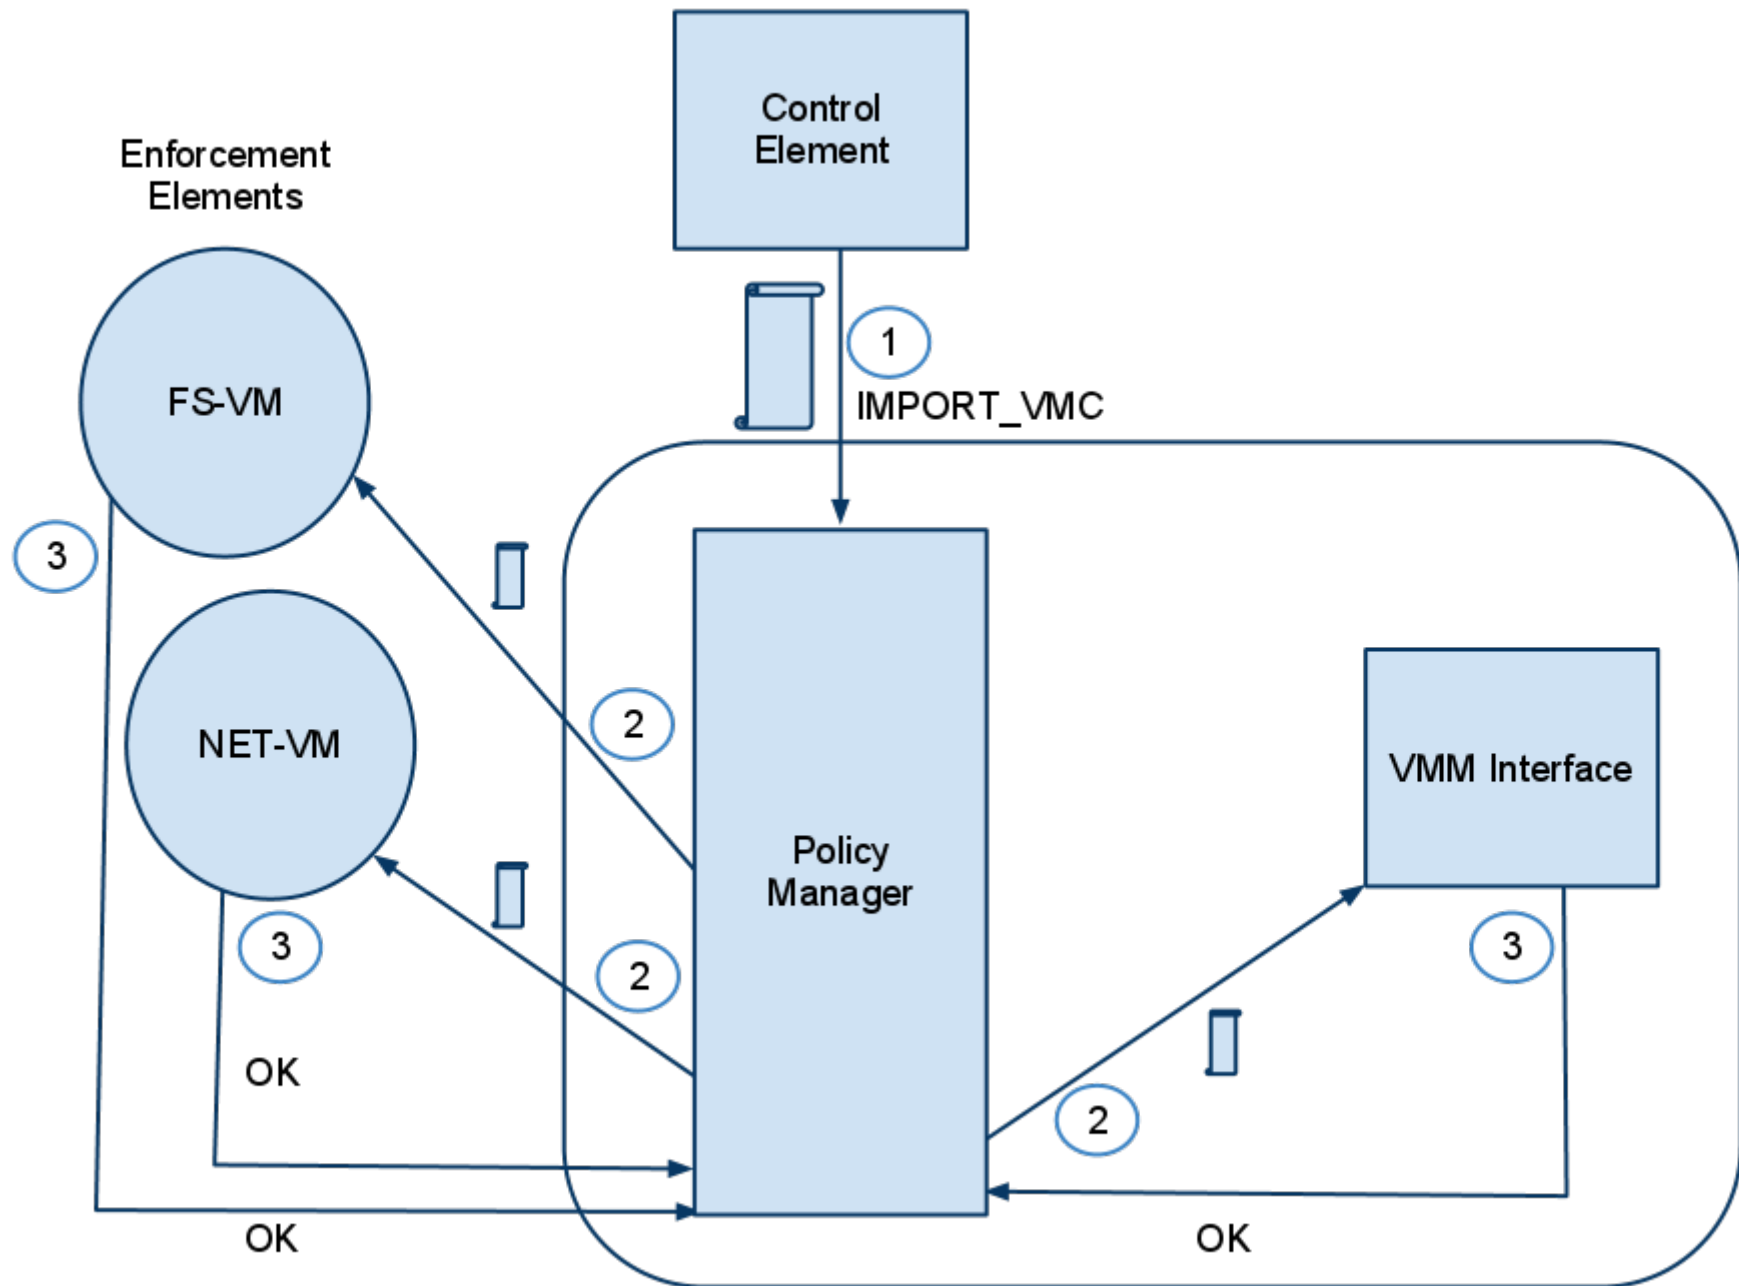 Control
Element
Enforcement
Elements
1
IMPORT_VMC
FS-VM
3
2
NET-VM
VMM Interface
Policy
Manager
3
2
3
OK
2
OK
OK